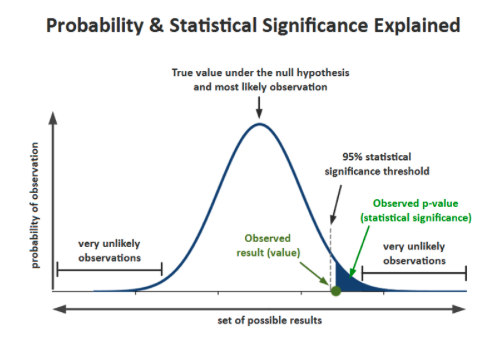 Probability & Statistical Significance Explained
True value under the null hypothesis
and most likely observation
95% statistical
significance threshold
Observed p-value
(statistical significance)
Observed
result (value)
very unlikely
observations
very unlikely
observations
probability of observation
set of possible results